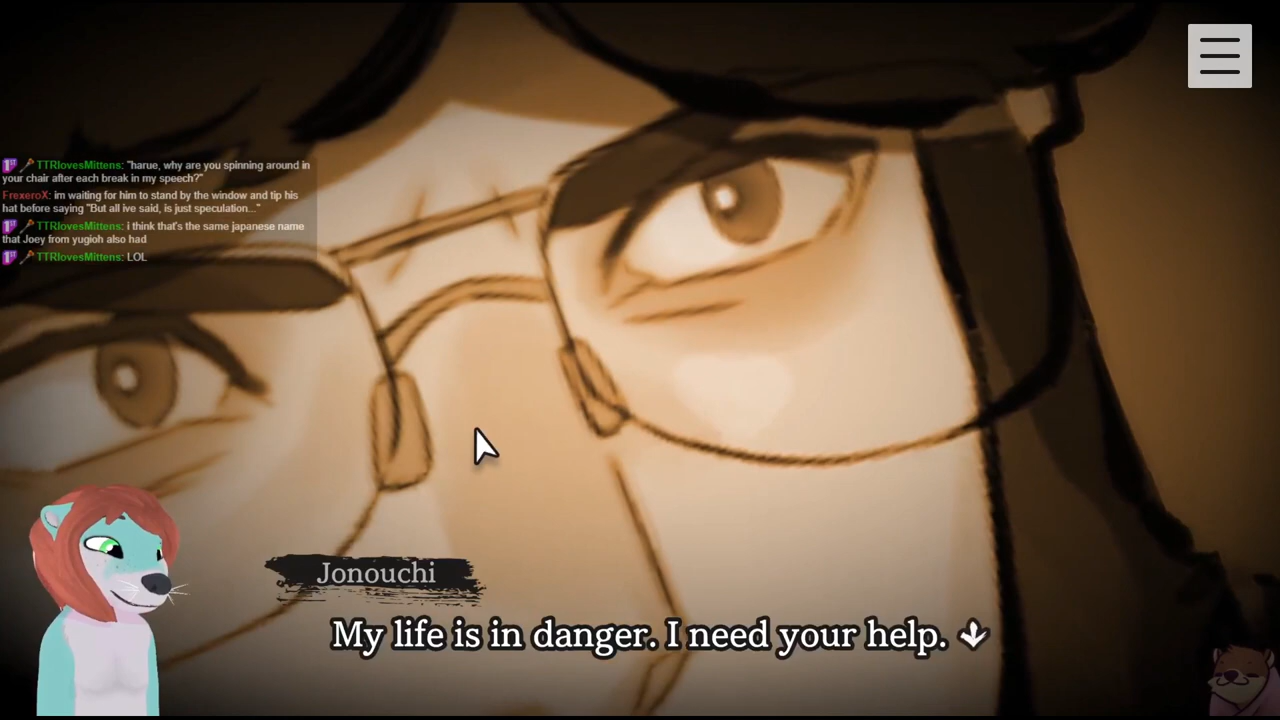 TTRlovesMittens: "harue, why are you spinning around in
your chair after each break in my speech?"
FrexeroX: im waiting for him to stand by the window and tip his
hat before saying "But all ive said, is just speculation..."
TTRlovesMittens: i think that's the same japanese name
that Joey from yugioh also had
TTRlovesMittens: LOL
Jonouchi
My life is in danger. I need your help.